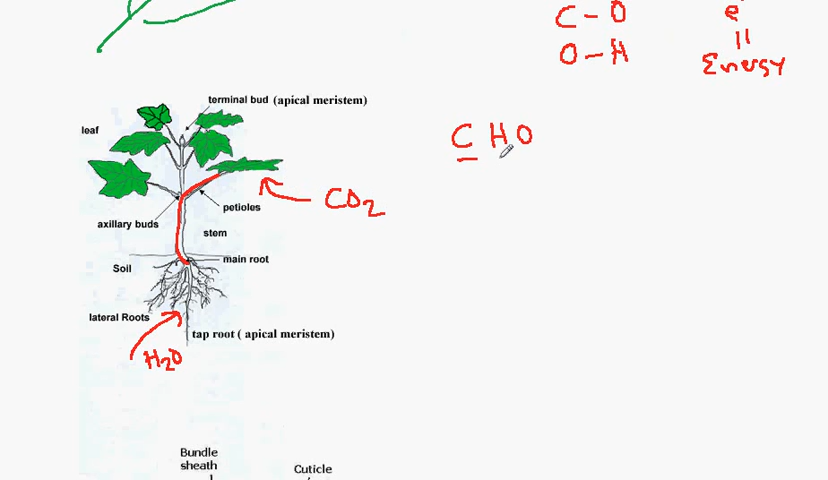 C - O e
=
O - H Energy
terminal bud (apical meristem)
leaf
C H O
CO2
petioles
axillary buds
stem
main root
Soil
lateral Roots
tap root ( apical meristem)
H2O
Bundle
sheath
Cuticle